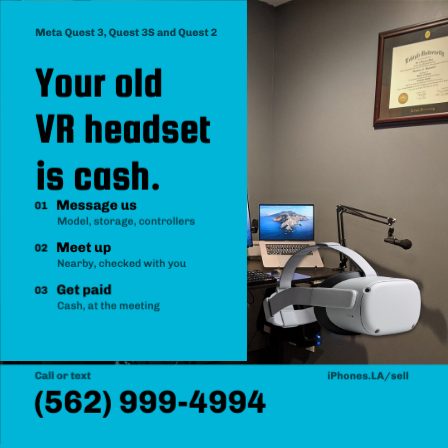 Meta Quest 3, Quest 3S and Quest 2
Your old
VR headset
is cash.
01 Message us
Model, storage, controllers
02 Meet up
Nearby, checked with you
03 Get paid
Cash, at the meeting
Call or text
iPhones.LA/sell
(562) 999-4994